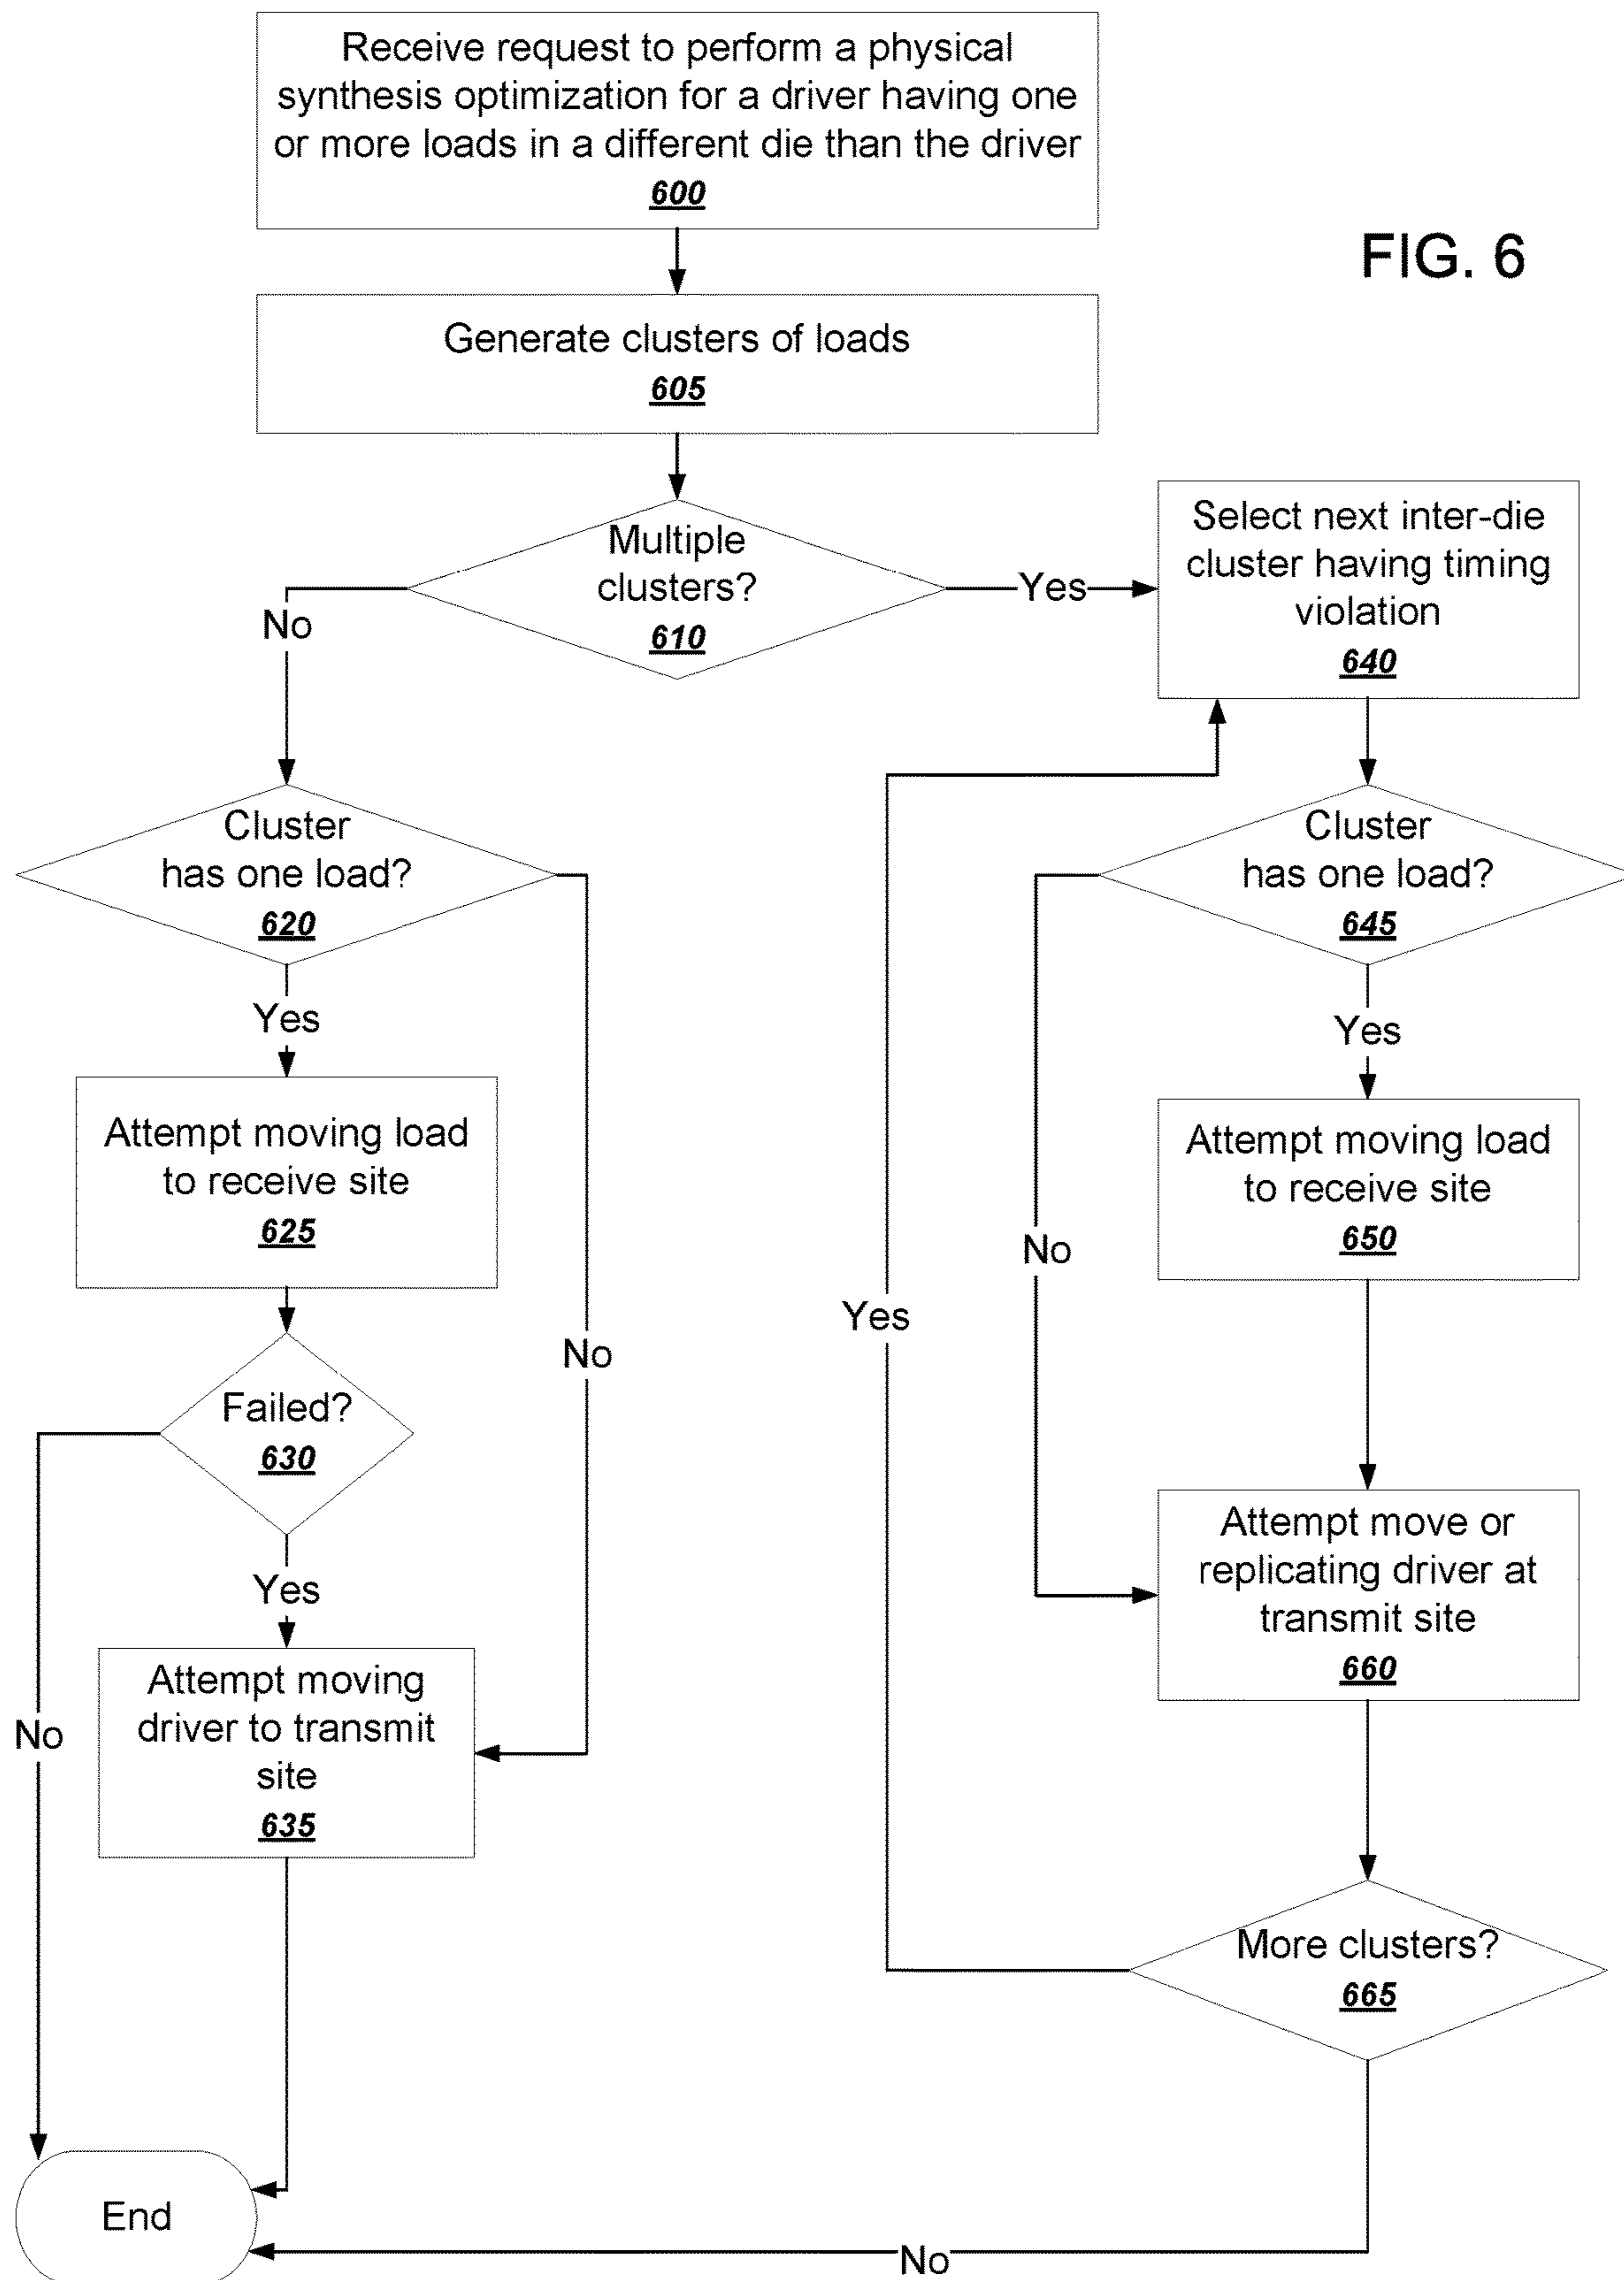 Receive request to perform a physical
synthesis optimization for a driver having one
or more loads in a different die than the driver
600
FIG. 6
Generate clusters of loads
605
Multiple
clusters?
610
Yes
No
Select next inter-die
cluster having timing
violation
640
Cluster
has one load?
620
Yes
No
Attempt moving load
to receive site
625
Failed?
630
Yes
No
Attempt moving
driver to transmit
site
635
Cluster
has one load?
645
Yes
No
Attempt moving load
to receive site
650
Attempt move or
replicating driver at
transmit site
660
More clusters?
665
Yes
No
End